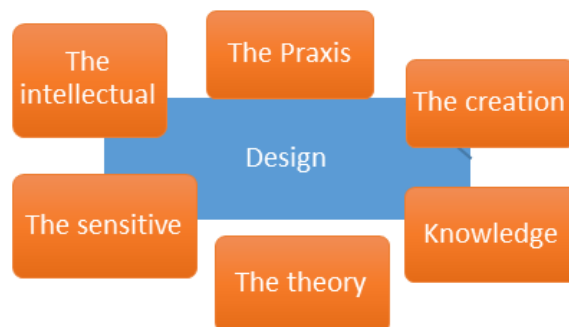 The
intellectual
The Praxis
The creation
Design
The sensitive
Knowledge
The theory